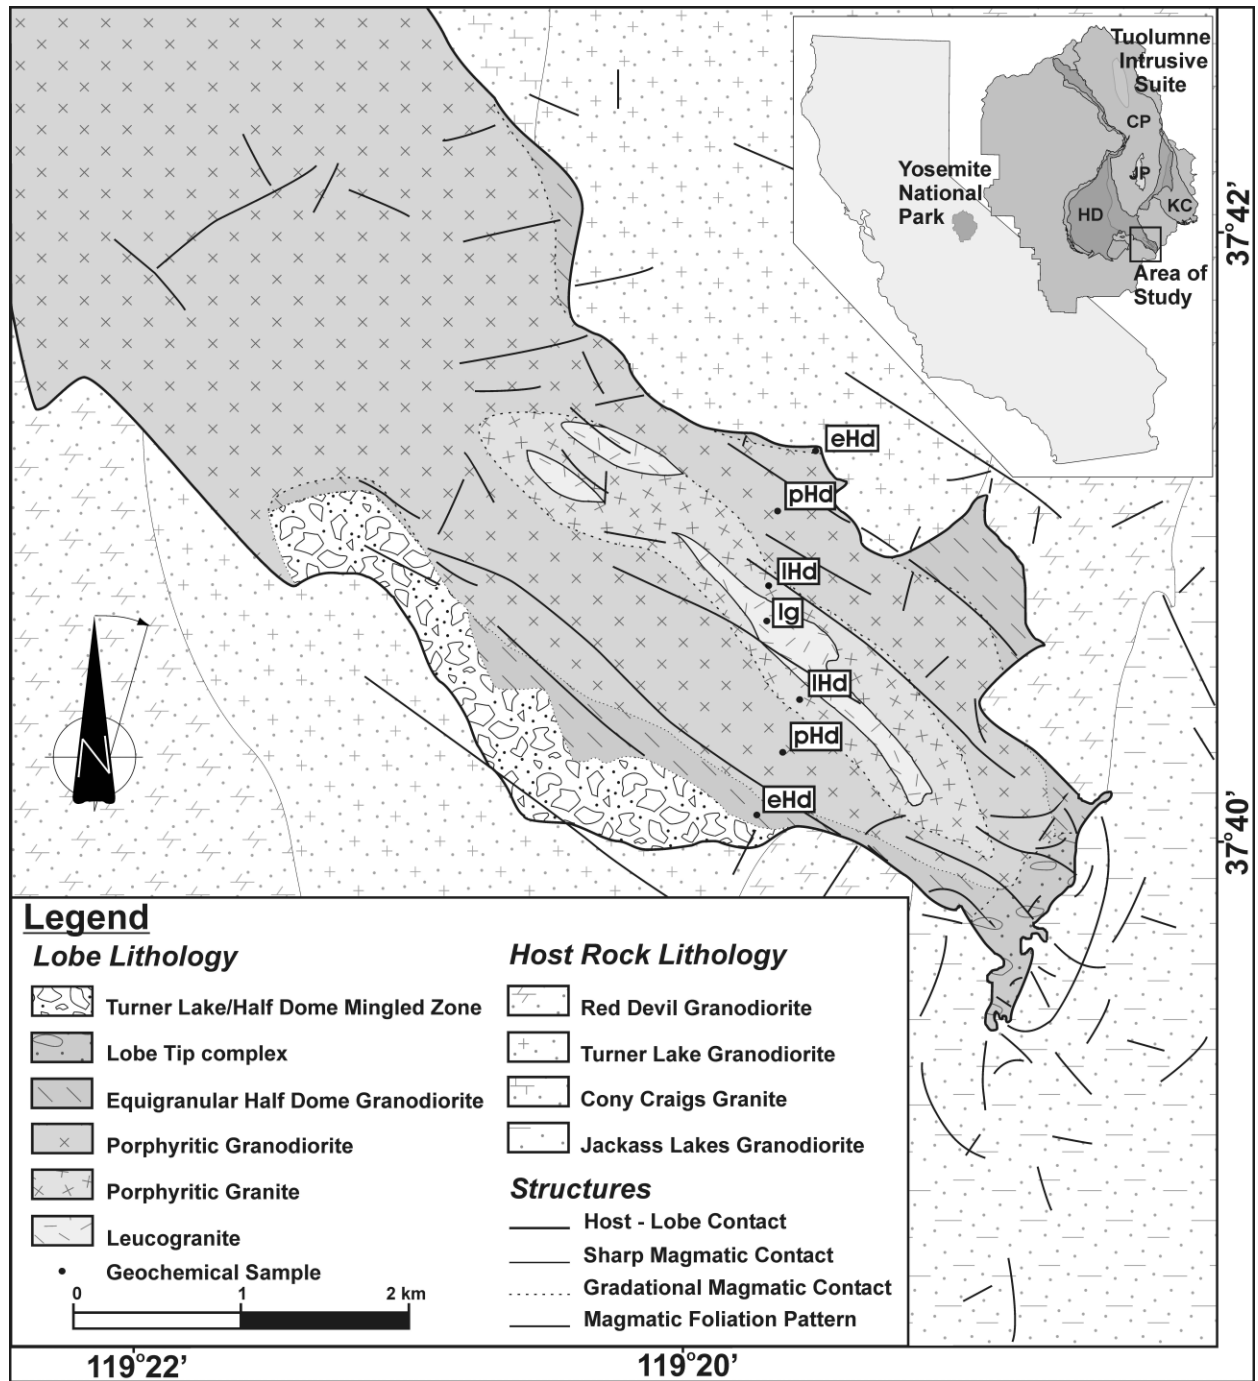 Tuolumne
Intrusive
Suite
CP
JP
KC
HD
Yosemite
National
Park
Area of
Study
37°42'
eHd
pHd
lHd
lg
lHd
pHd
eHd
N
37°40'
Legend
Lobe Lithology
Turner Lake/Half Dome Mingled Zone
Lobe Tip complex
Equigranular Half Dome Granodiorite
Porphyritic Granodiorite
Porphyritic Granite
Leucogranite
Geochemical Sample
0 1 2 km
Host Rock Lithology
Red Devil Granodiorite
Turner Lake Granodiorite
Cony Craigs Granite
Jackass Lakes Granodiorite
Structures
Host - Lobe Contact
Sharp Magmatic Contact
Gradational Magmatic Contact
Magmatic Foliation Pattern
119°22' 119°20'